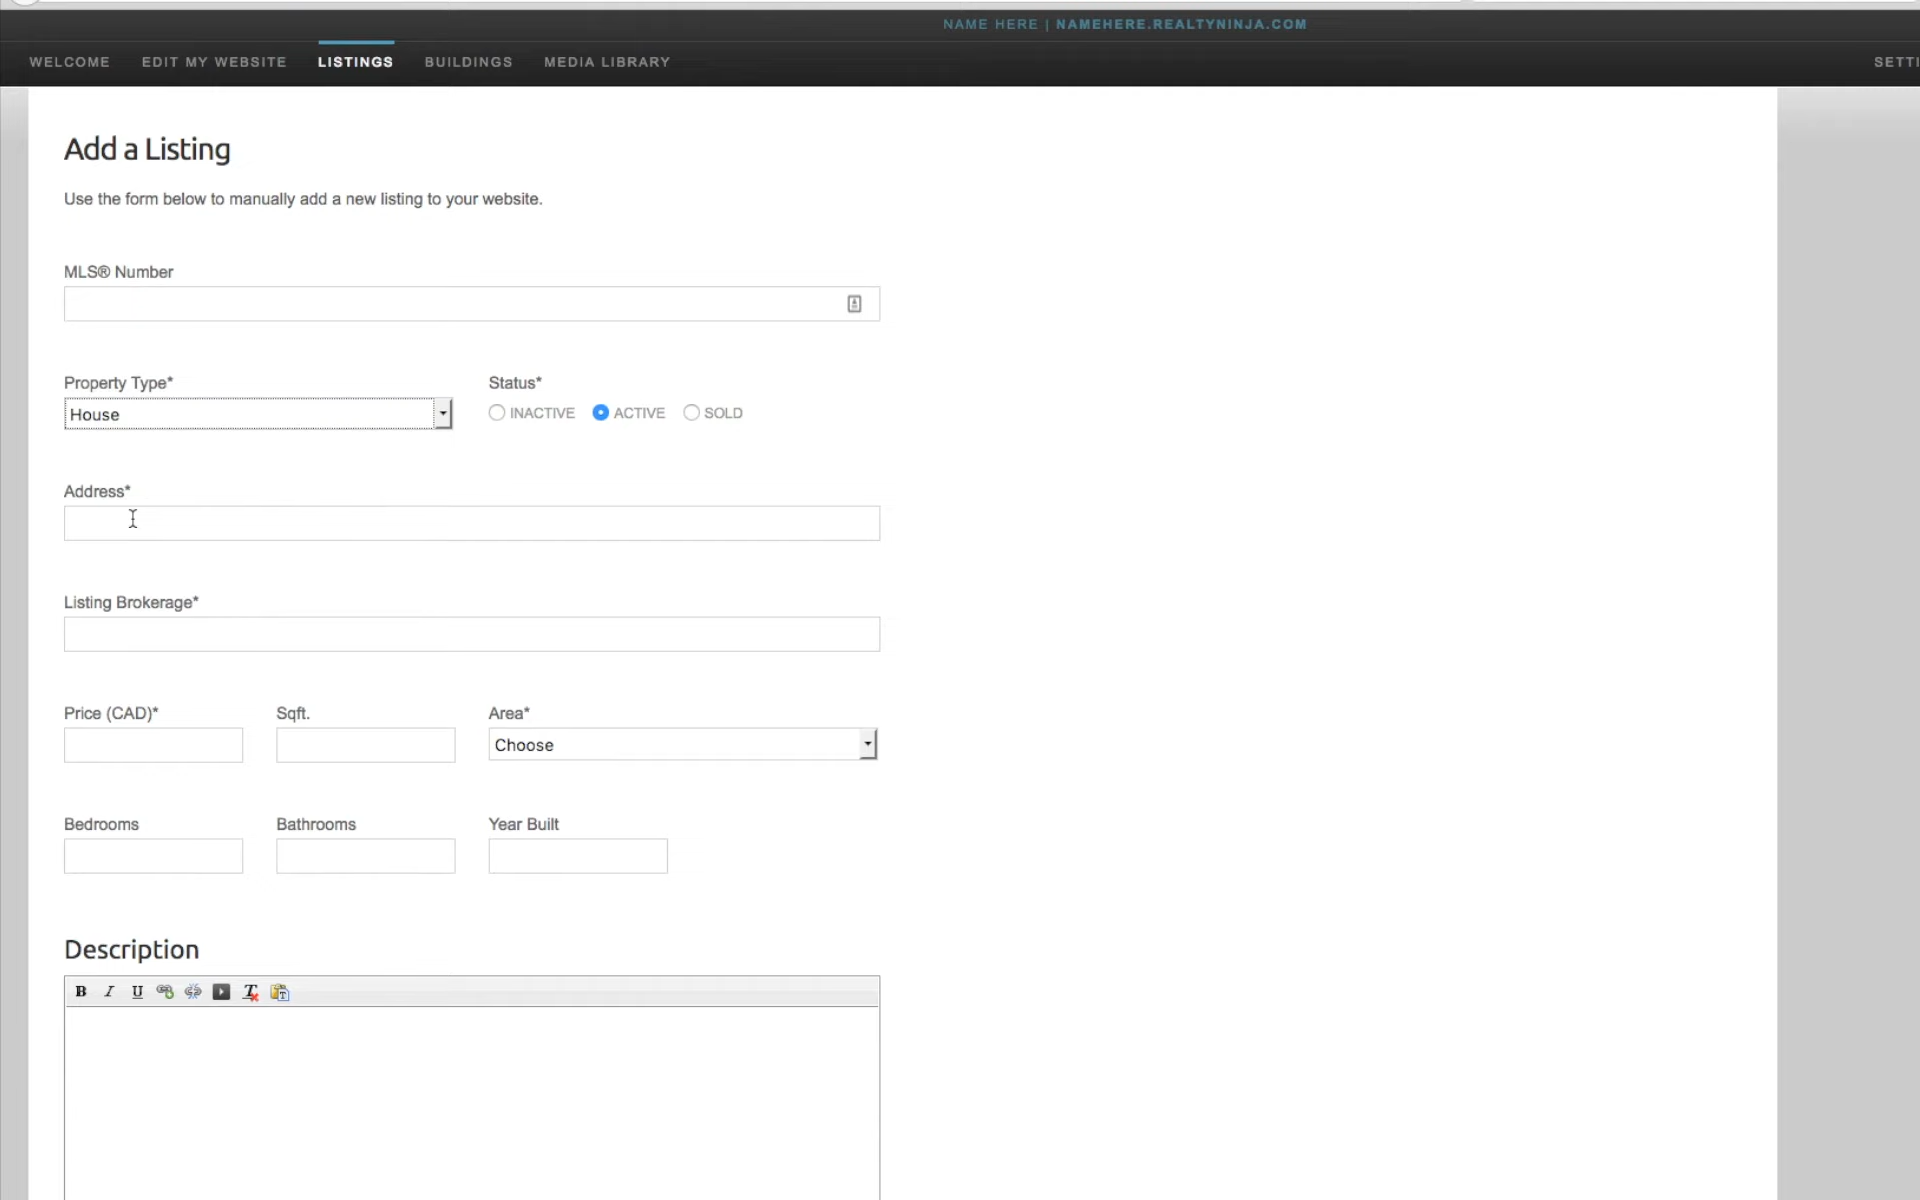 NAME HERE | NAMEHERE.REALTYNINJA.COM
WELCOME EDIT MY WEBSITE LISTINGS BUILDINGS MEDIA LIBRARY SETTI
Add a Listing
Use the form below to manually add a new listing to your website.
MLS® Number
Property Type* Status*
House INACTIVE ACTIVE SOLD
Address*
Listing Brokerage*
Price (CAD)* Sqft. Area*
Choose
Bedrooms Bathrooms Year Built
Description
B I U T T